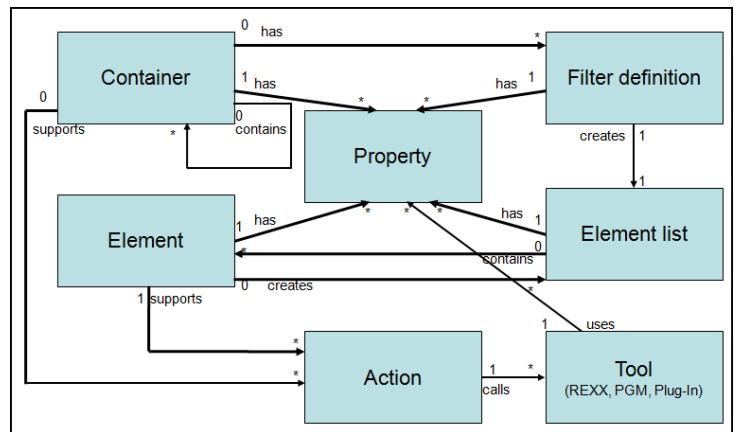 0
has
*
Container
Filter definition
1
has
*
has
1
*
0
supports
0
contains
*
Property
creates
1
1
Element
1
has
*
*
*
has
1
Element list
*
0
contains
0
creates
*
1
supports
*
1
uses
Action
1
*
calls
*
Tool
(REXX, PGM, Plug-In)